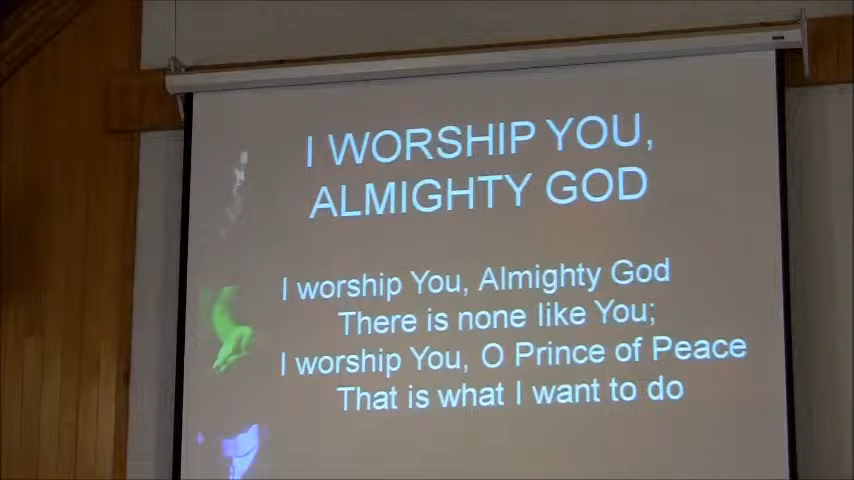 I WORSHIP YOU,
ALMIGHTY GOD
I worship You, Almighty God
There is none like You;
I worship You, O Prince of Peace
That is what I want to do